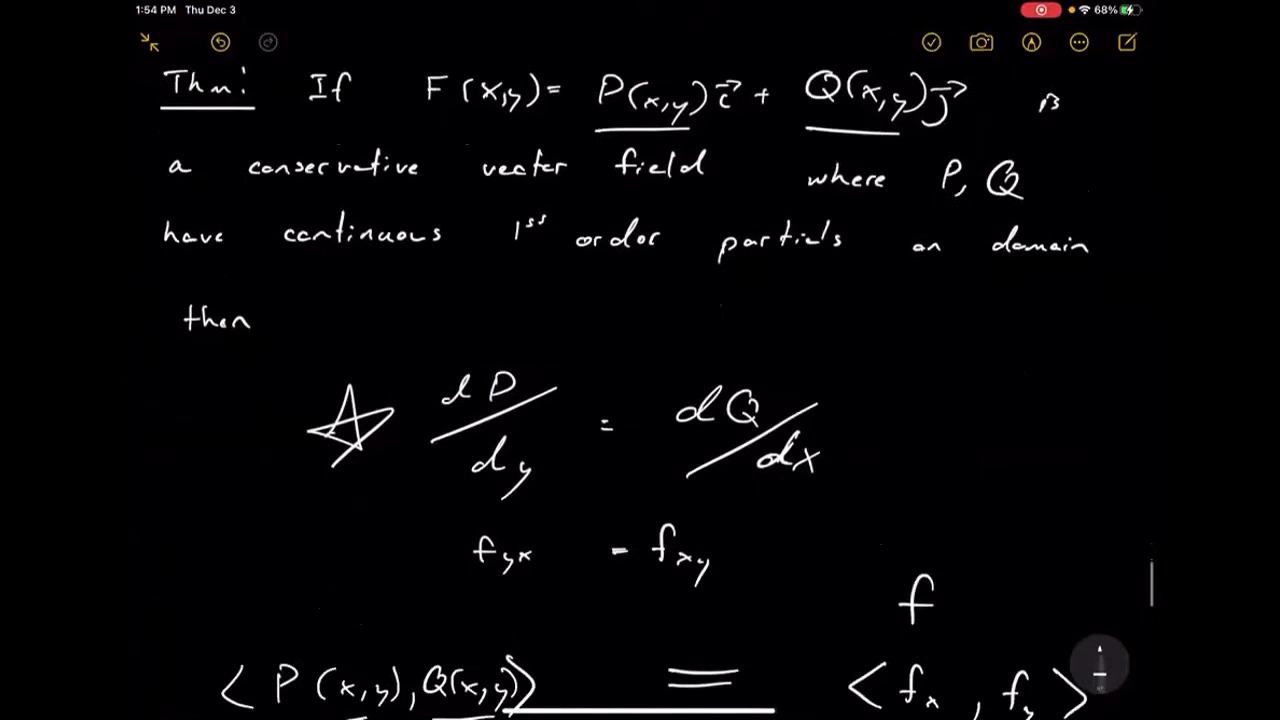 1:54 PM Thu Dec 3 68%
Thm: If F(x,y) = P(x,y)i⃗ + Q(x,y)j⃗ is
a conservative vector field where P, Q
have continuous 1st order partials on domain
then
dP/dy = dQ/dx
fyx = fxy
f
<P(x,y), Q(x,y)> = <fx, fy>